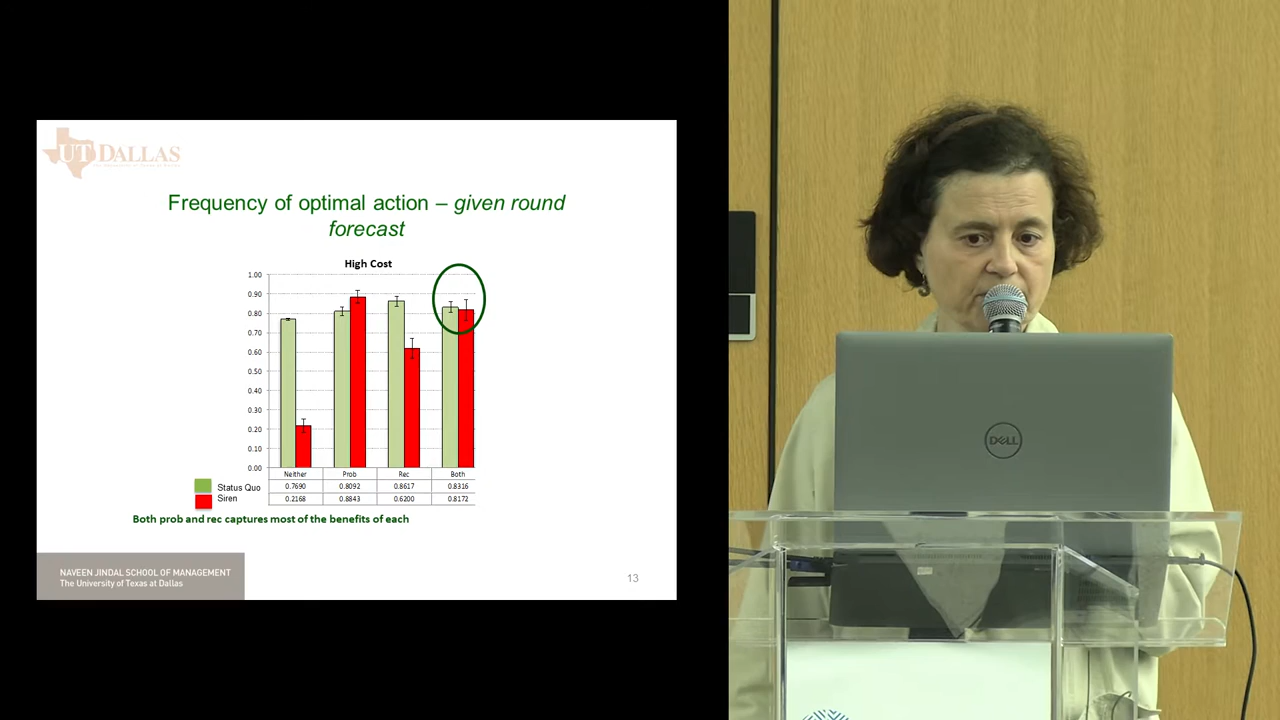 UT DALLAS
Frequency of optimal action – given round
forecast
High Cost
1.00
0.90
0.80
0.70
0.60
0.50
0.40
0.30
0.20
0.10
0.00
Neither Prob Rec Both
Status Quo 0.7690 0.8092 0.8617 0.8316
Siren 0.2168 0.8843 0.6200 0.8172
Both prob and rec captures most of the benefits of each
NAVEEN JINDAL SCHOOL OF MANAGEMENT
The University of Texas at Dallas
13
DELL